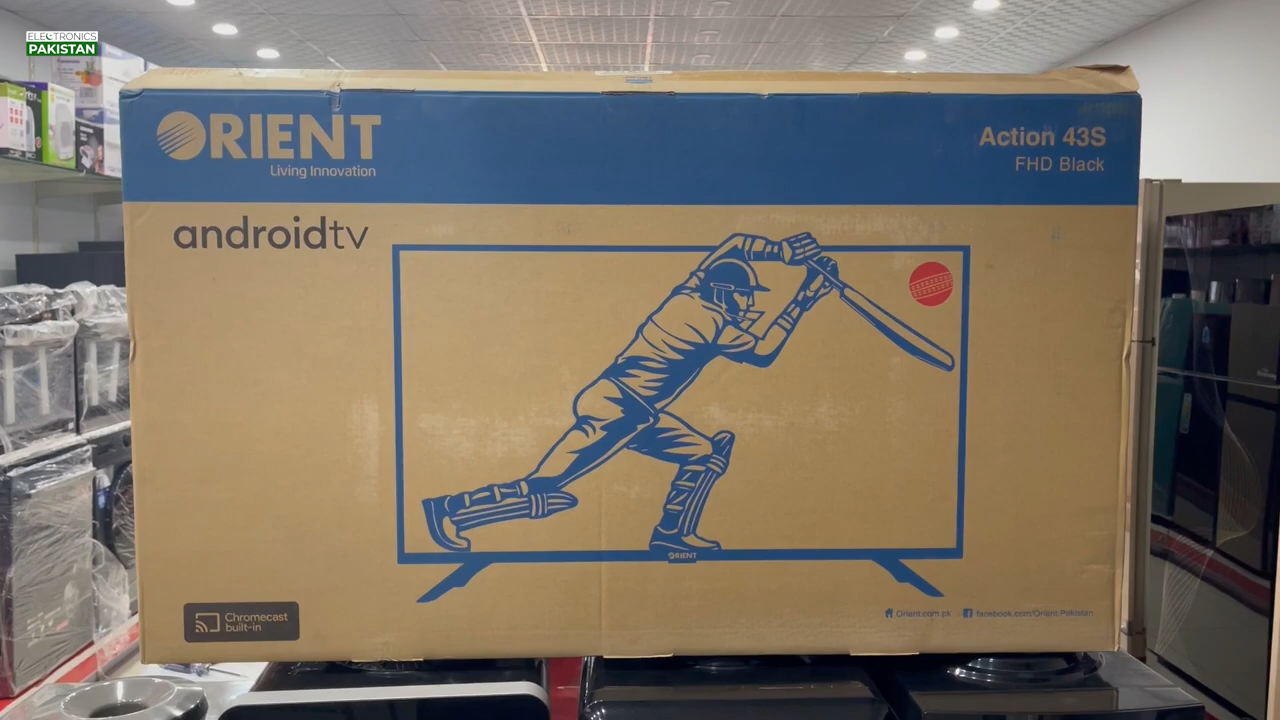 ELECTRONICS
PAKISTAN
ORIENT
Living Innovation
Action 43S
FHD Black
androidtv
ORIENT
Chromecast
built-in
Orient.com.pk
facebook.com/Orient.Pakistan